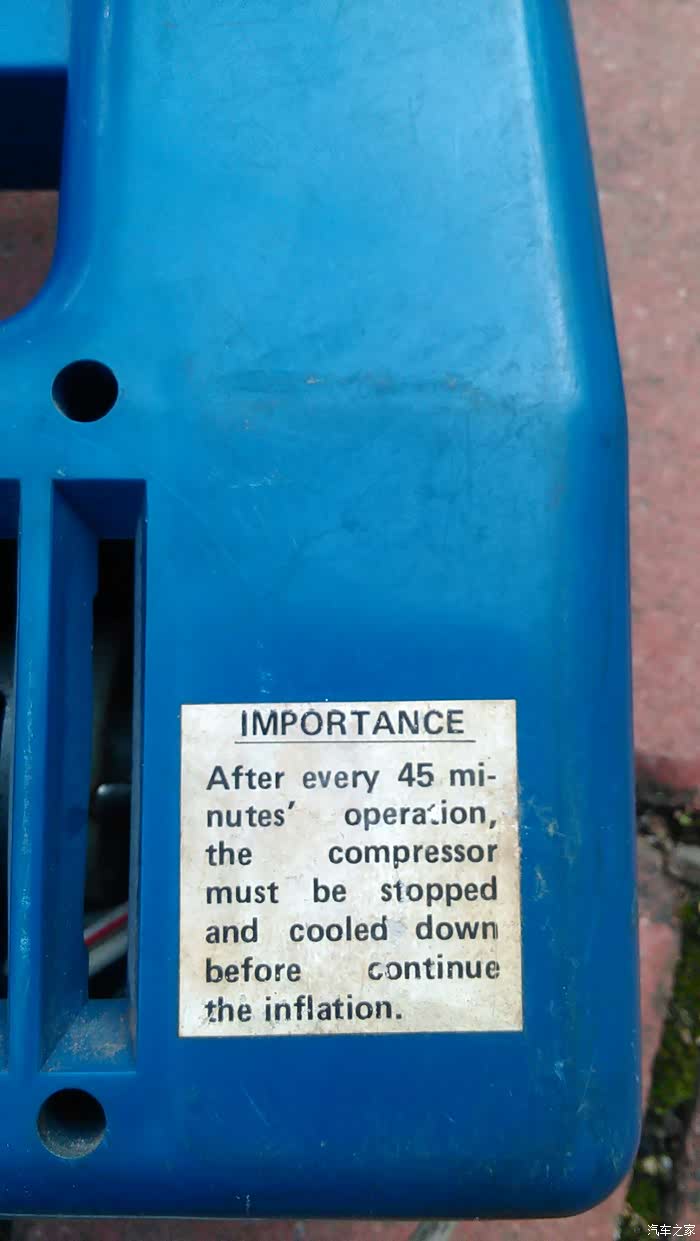 IMPORTANCE
After every 45 mi-
nutes' operation,
the compressor
must be stopped
and cooled down
before continue
the inflation.
汽车之家